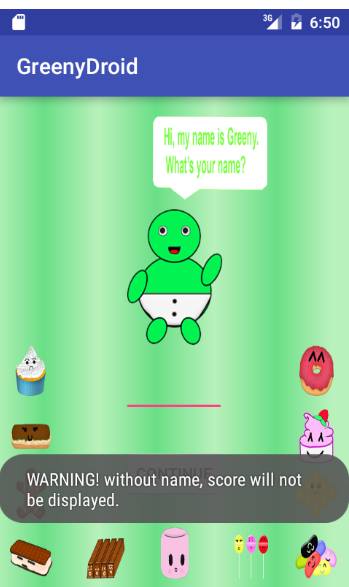 3G 6:50
GreenyDroid
Hi, my name is Greeny.
What's your name?
CONTINUE
WARNING! without name, score will not
be displayed.